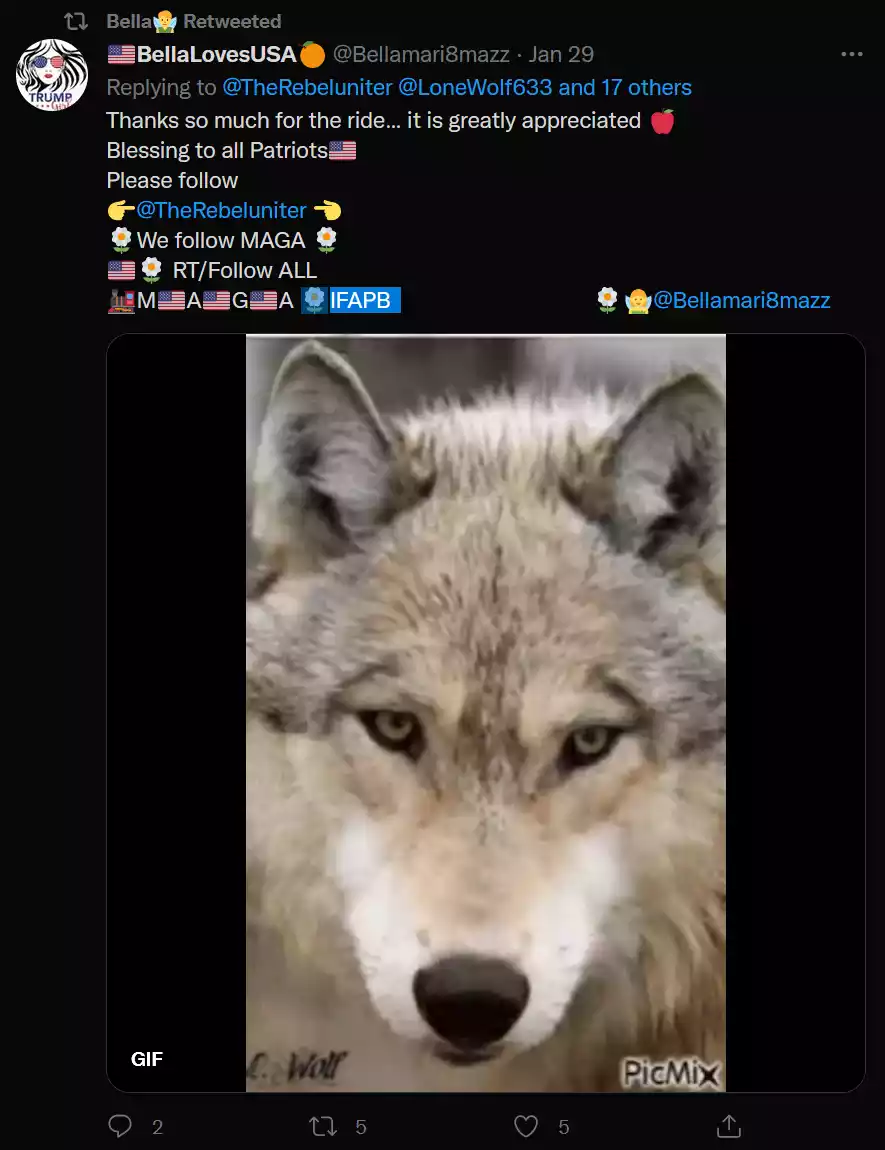 Bella🧚 Retweeted
🇺🇸BellaLovesUSA🍊 @Bellamari8mazz · Jan 29
TRUMP
Replying to @TheRebeluniter @LoneWolf633 and 17 others
Thanks so much for the ride... it is greatly appreciated 🍎
Blessing to all Patriots🇺🇸
Please follow
👉@TheRebeluniter 👈
🌼We follow MAGA 🌼
🇺🇸🌼 RT/Follow ALL
🚂M🇺🇸A🇺🇸G🇺🇸A 🌼IFAPB 🌼🧚@Bellamari8mazz
GIF
Wolf
PicMix
2 5 5